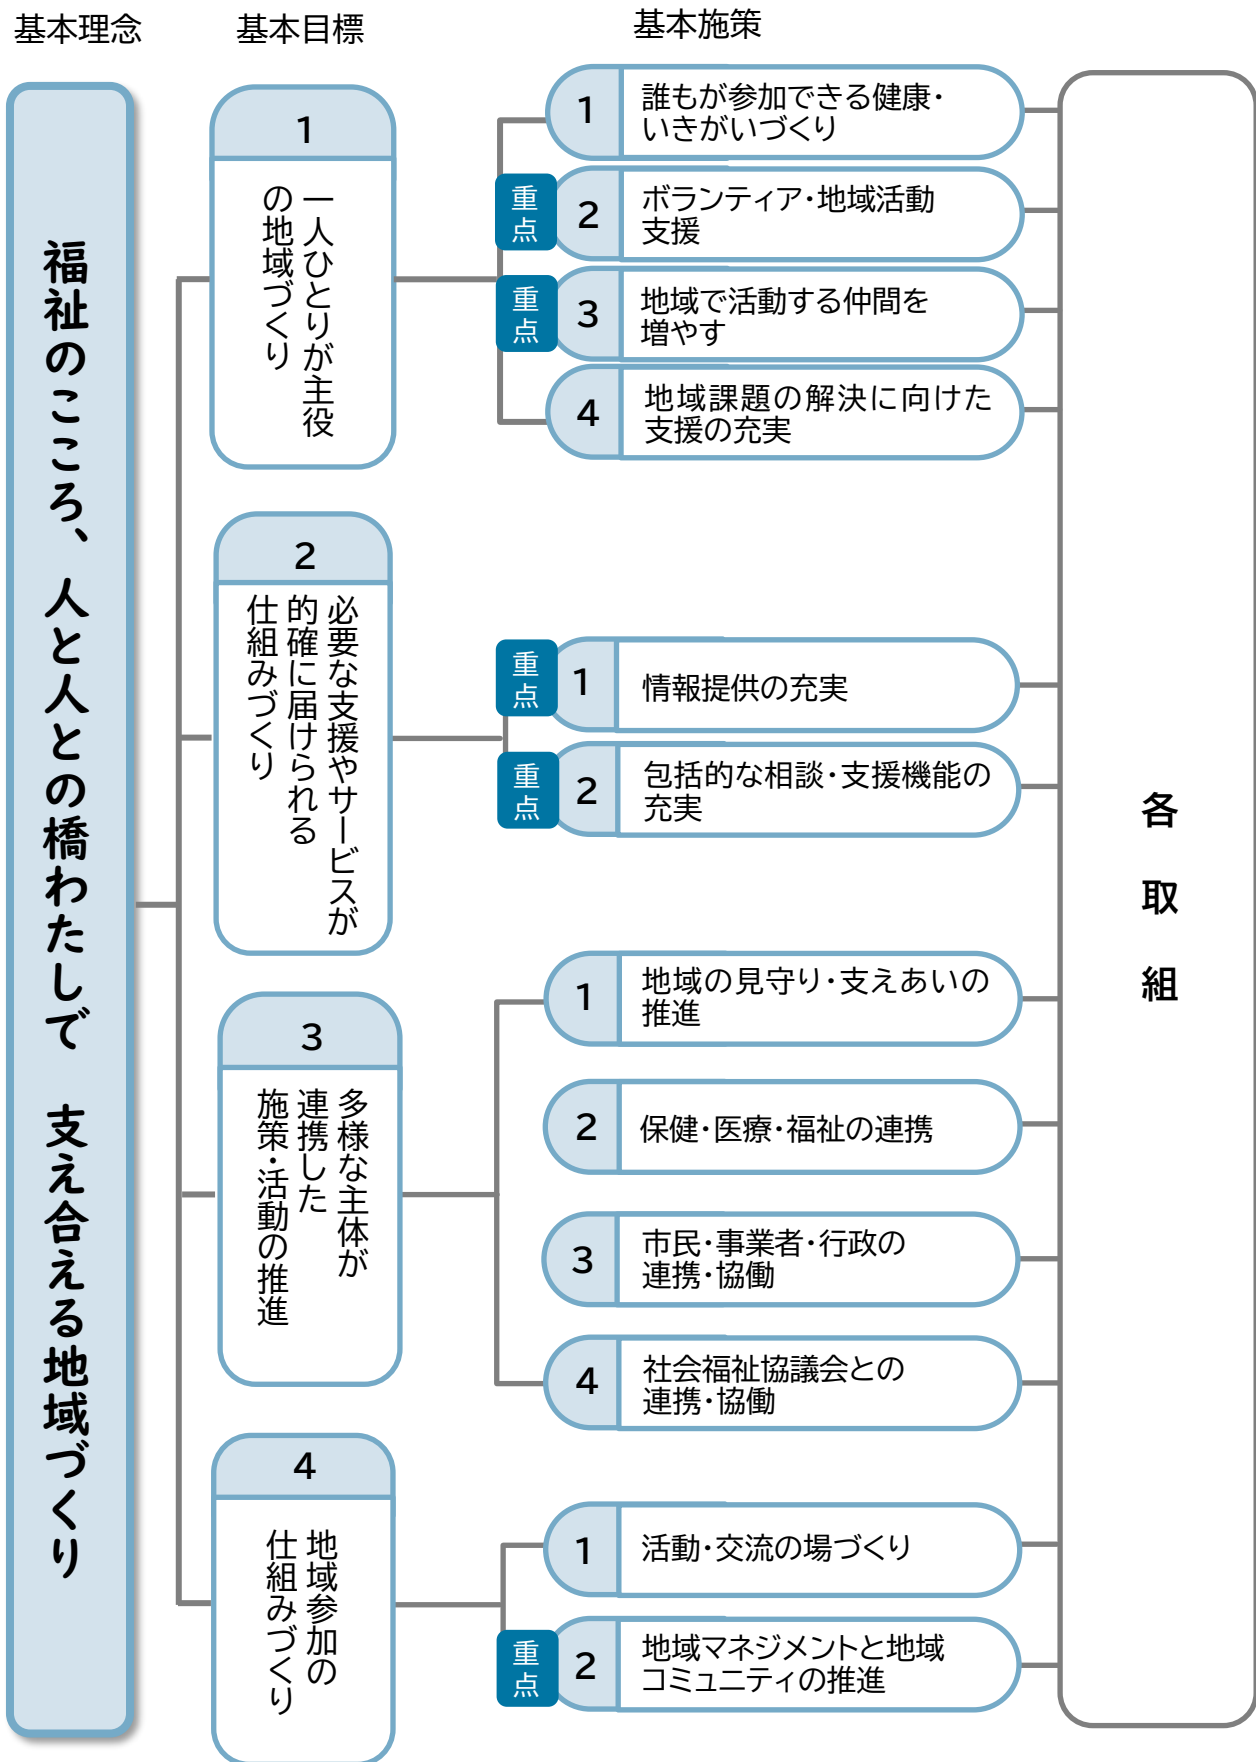 基本理念
基本目標
基本施策
福祉のこころ、人と人との橋わたしで　支え合える地域づくり
1
一人ひとりが主役
の地域づくり
1
誰もが参加できる健康・
いきがいづくり
重点
2
ボランティア・地域活動
支援
重点
3
地域で活動する仲間を
増やす
4
地域課題の解決に向けた
支援の充実
2
必要な支援やサービスが
的確に届けられる
仕組みづくり
重点
1
情報提供の充実
重点
2
包括的な相談・支援機能の
充実
3
多様な主体が
連携した
施策・活動の推進
1
地域の見守り・支えあいの
推進
2
保健・医療・福祉の連携
3
市民・事業者・行政の
連携・協働
4
社会福祉協議会との
連携・協働
4
地域参加の
仕組みづくり
1
活動・交流の場づくり
重点
2
地域マネジメントと地域
コミュニティの推進
各取組